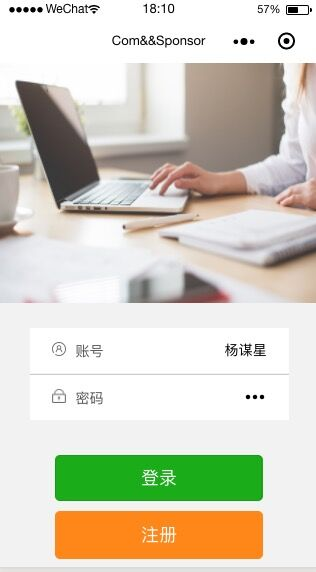 ●●●●● WeChat 18:10 57%
Com&&Sponsor
账号 杨谋星
密码 •••
登录
注册